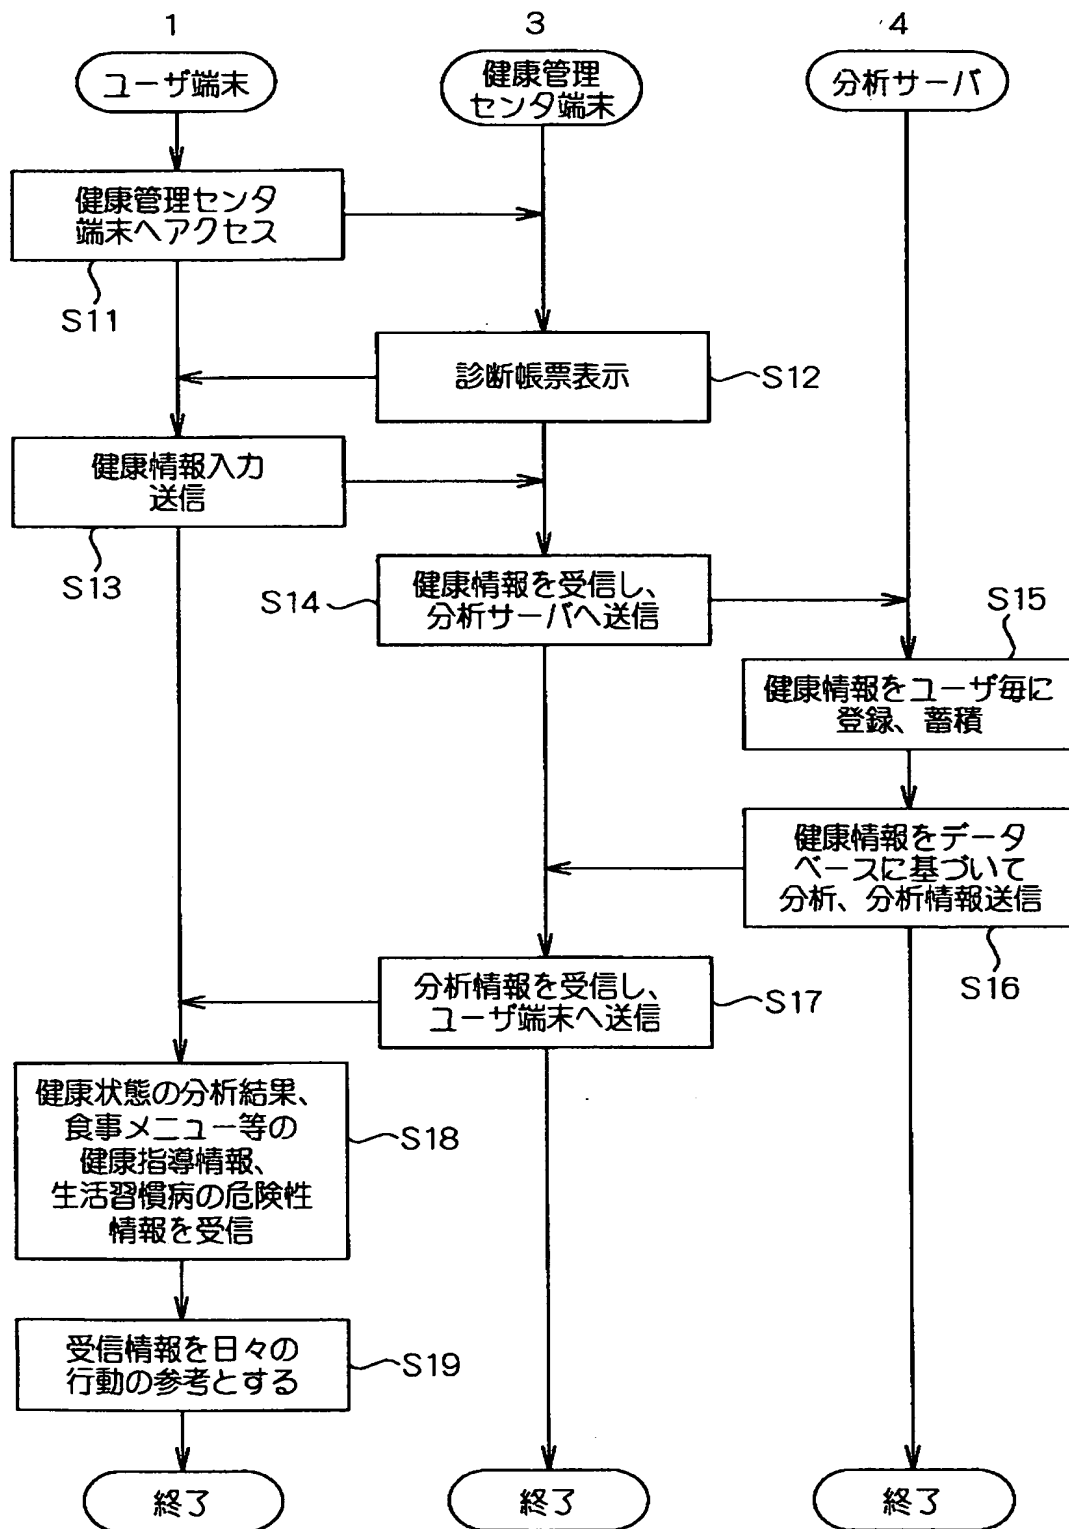 1
3
4
ユーザ端末
健康管理
センタ端末
分析サーバ
健康管理センタ
端末へアクセス
S11
診断帳票表示
S12
健康情報入力
送信
S13
健康情報を受信し、
分析サーバへ送信
S14
S15
健康情報をユーザ毎に
登録、蓄積
健康情報をデータ
ベースに基づいて
分析、分析情報送信
S16
分析情報を受信し、
ユーザ端末へ送信
S17
健康状態の分析結果、
食事メニュー等の
健康指導情報、
生活習慣病の危険性
情報を受信
S18
受信情報を日々の
行動の参考とする
S19
終了
終了
終了